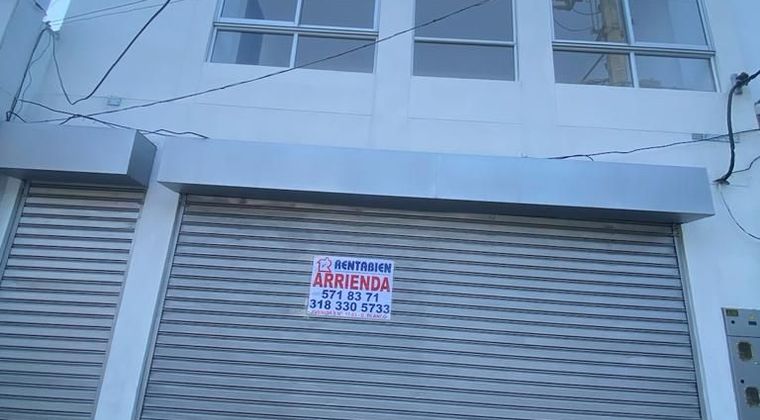 RENTABIEN
ARRIENDA
571 83 71
318 330 5733